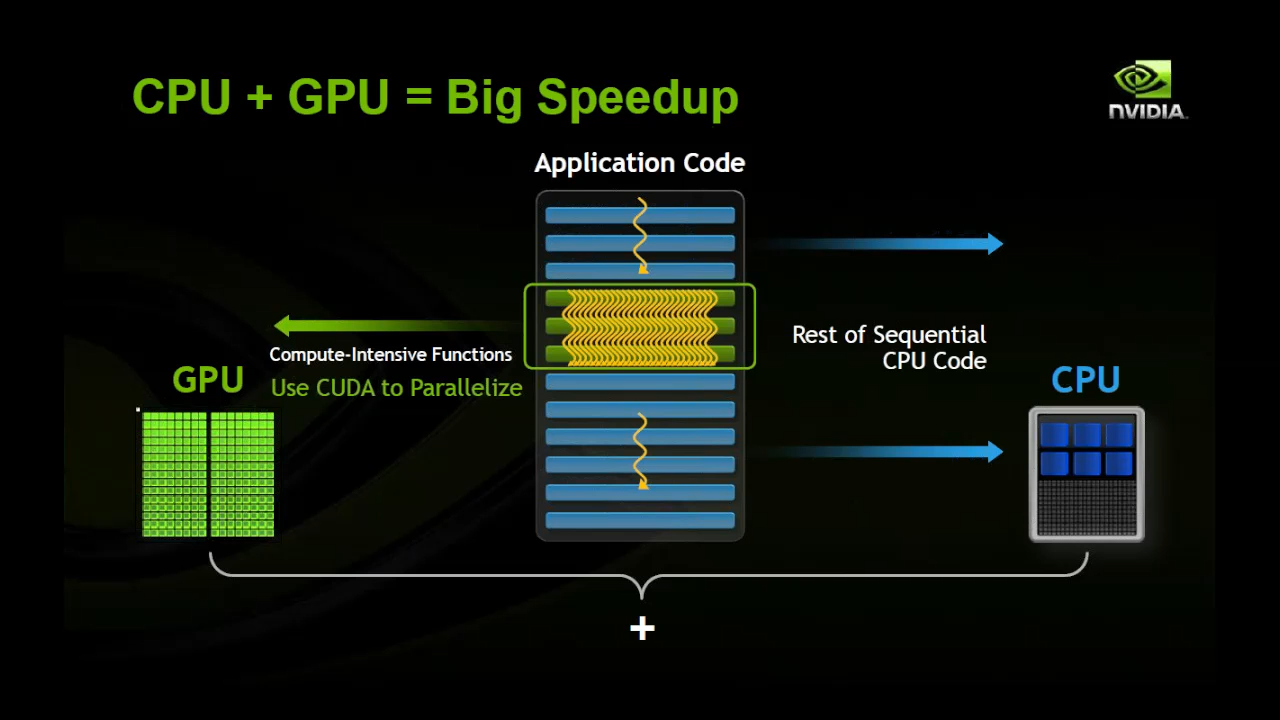 CPU + GPU = Big Speedup
NVIDIA.
Application Code
Compute-Intensive Functions
Use CUDA to Parallelize
GPU
Rest of Sequential
CPU Code
CPU
+